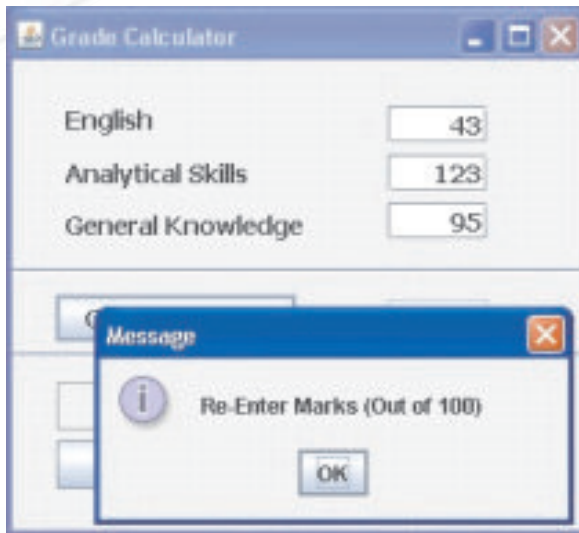 Grade Calculator
English 43
Analytical Skills 123
General Knowledge 95
Message
Re-Enter Marks (Out of 100)
OK